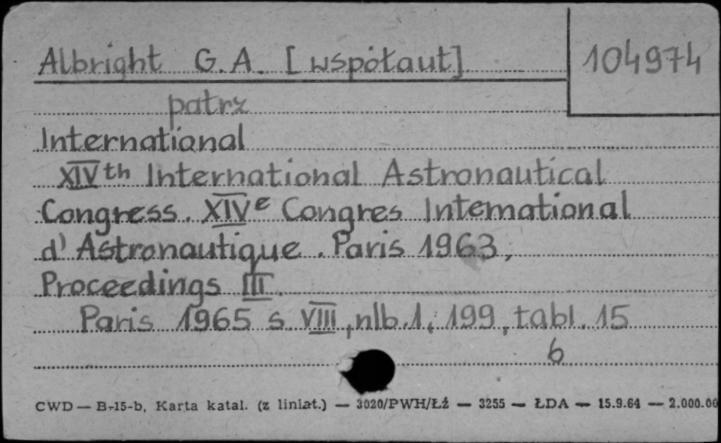 Albright G.A. [współaut]
104974
patrz
International
XIVth International Astronautical
Congress. XIVe Congres International
d'Astronautique. Paris 1963,
Proceedings III.
Paris 1965 s. VIII, nlb.1, 199, tabl. 15
6
CWD — B-15-b, Karta katal. (z liniat.) — 3020/PWH/Łź — 3255 — ŁDA — 15.9.64 — 2.000.00